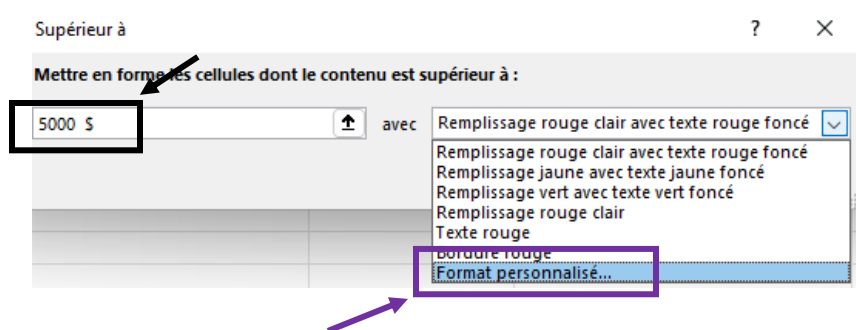 Supérieur à ?
Mettre en forme les cellules dont le contenu est supérieur à :
5000 $ avec Remplissage rouge clair avec texte rouge foncé
Remplissage rouge clair avec texte rouge foncé
Remplissage jaune avec texte jaune foncé
Remplissage vert avec texte vert foncé
Remplissage rouge clair
Texte rouge
Bordure rouge
Format personnalisé...